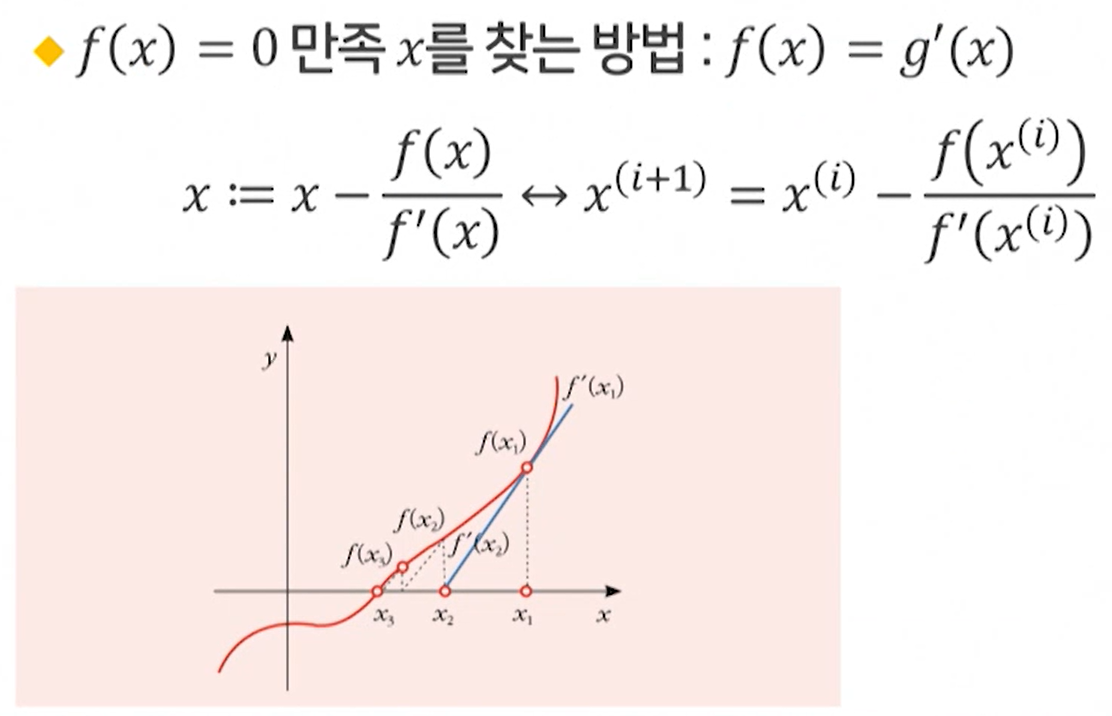 ◆ f(x) = 0 만족 x를 찾는 방법 : f(x) = g′(x)
x := x − f(x)/f′(x) ↔ x^(i+1) = x^(i) − f(x^(i))/f′(x^(i))
y
f′(x₁)
f(x₁)
f(x₂)
f(x₃)
f′(x₂)
x₃
x₂
x₁
x